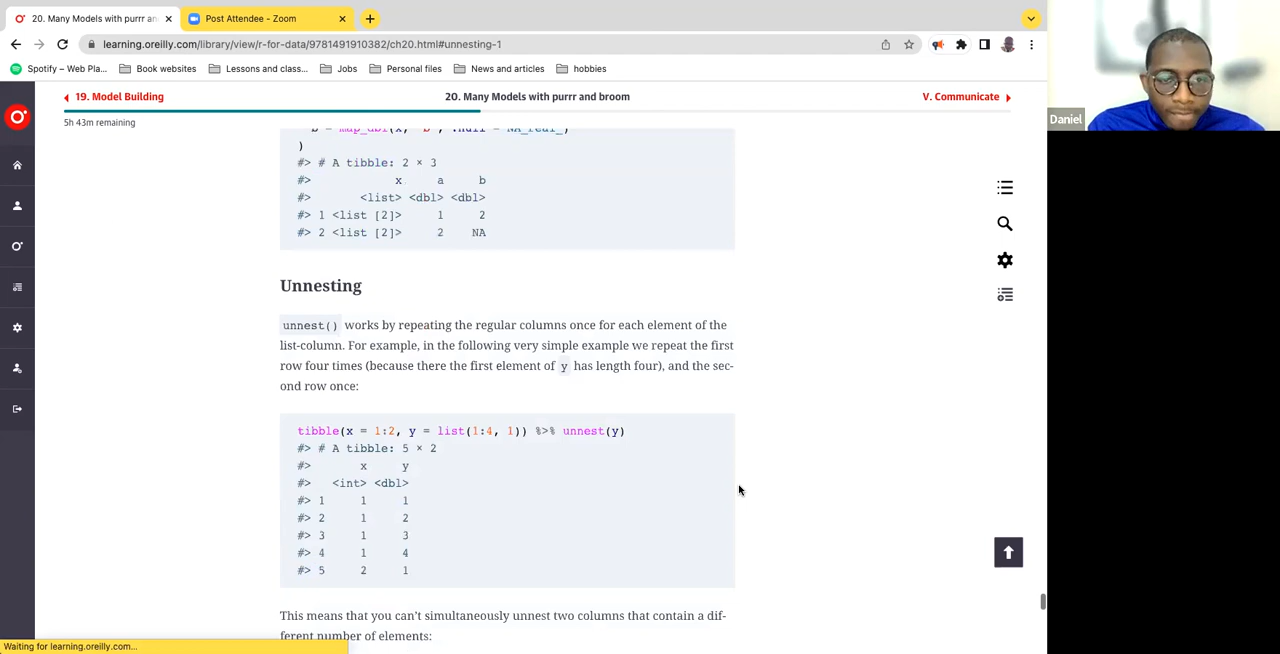 20. Many Models with purrr an
Post Attendee - Zoom
learning.oreilly.com/library/view/r-for-data/9781491910382/ch20.html#unnesting-1
Spotify – Web Pla...
Book websites
Lessons and class...
Jobs
Personal files
News and articles
hobbies
19. Model Building
20. Many Models with purrr and broom
V. Communicate
5h 43m remaining
b = map_dbl(x, "b", .null = NA_real_)
)
#> # A tibble: 2 × 3
#> x a b
#> <list> <dbl> <dbl>
#> 1 <list [2]> 1 2
#> 2 <list [2]> 2 NA
Unnesting
unnest() works by repeating the regular columns once for each element of the
list-column. For example, in the following very simple example we repeat the first
row four times (because there the first element of y has length four), and the sec-
ond row once:
tibble(x = 1:2, y = list(1:4, 1)) %>% unnest(y)
#> # A tibble: 5 × 2
#> x y
#> <int> <dbl>
#> 1 1 1
#> 2 1 2
#> 3 1 3
#> 4 1 4
#> 5 2 1
This means that you can't simultaneously unnest two columns that contain a dif-
ferent number of elements:
Waiting for learning.oreilly.com...
Daniel